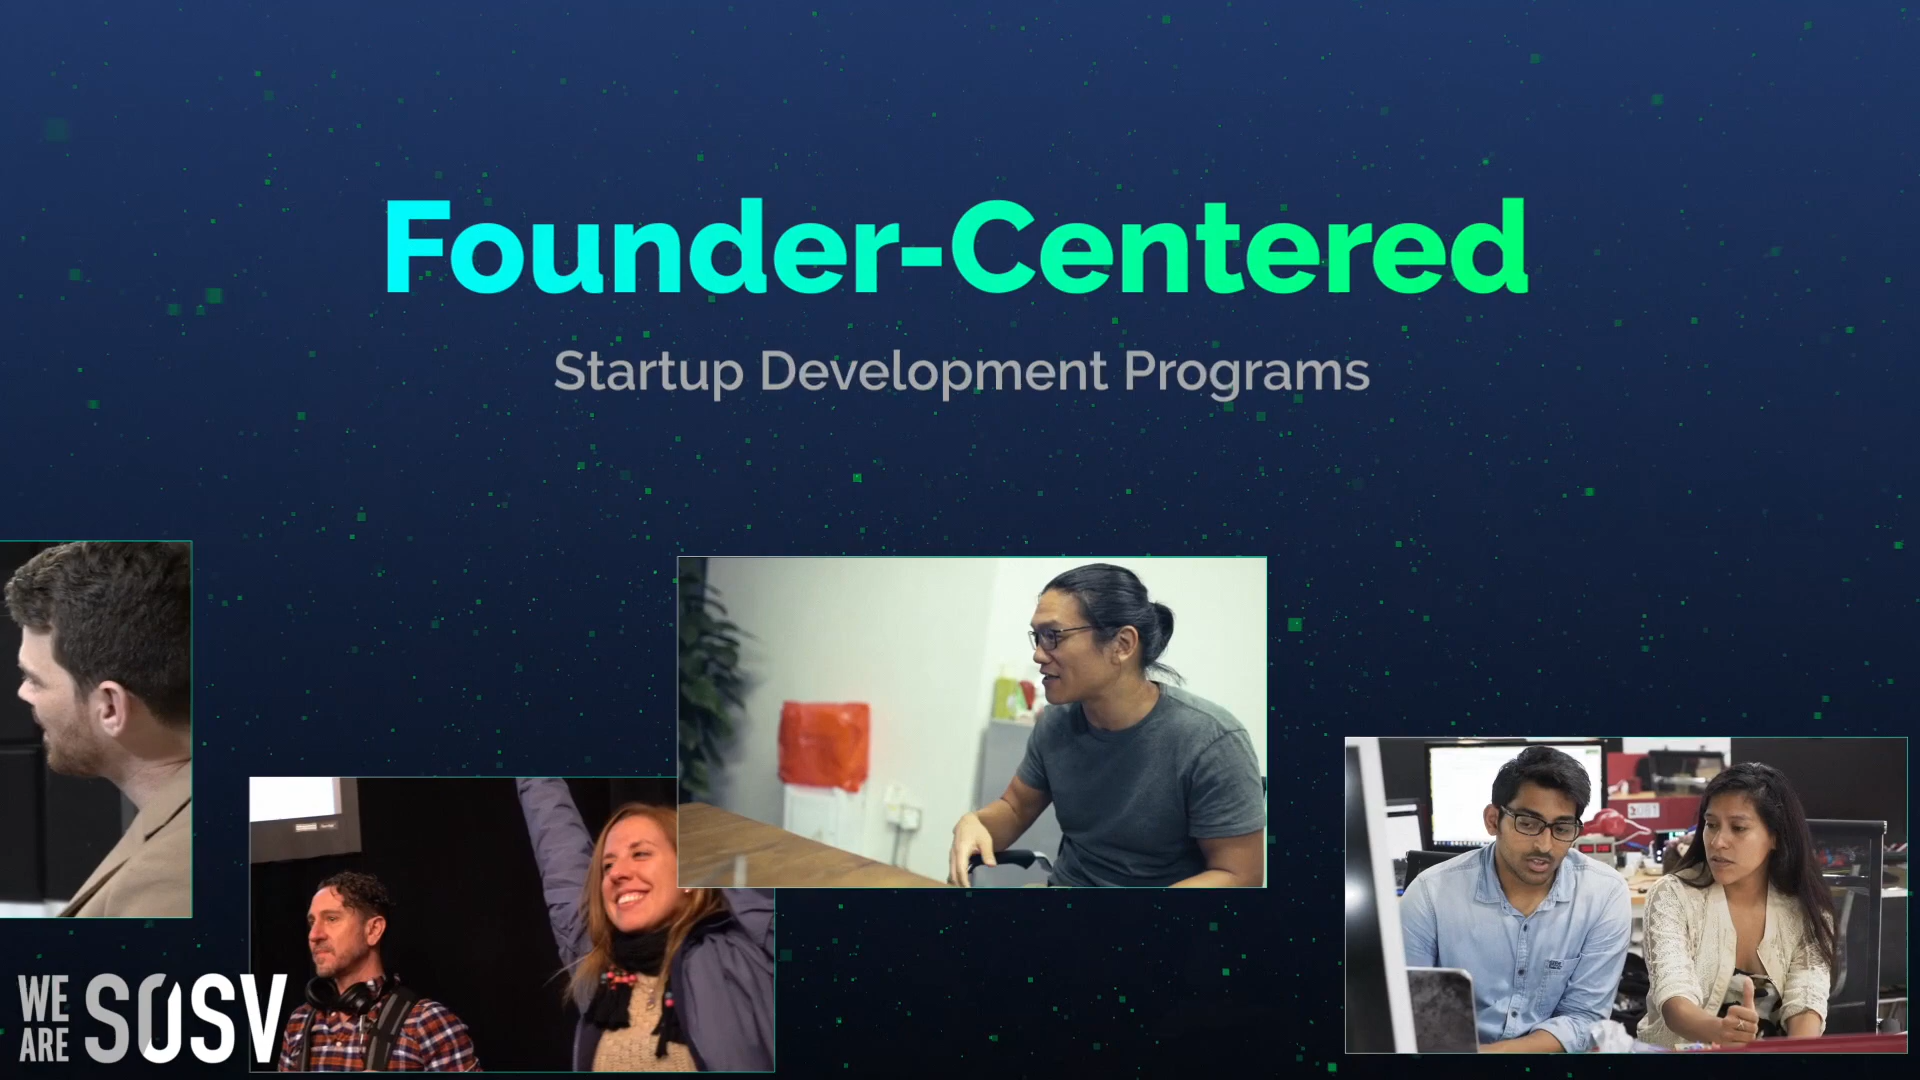 Founder-Centered
Startup Development Programs
WE
ARE
SOSV